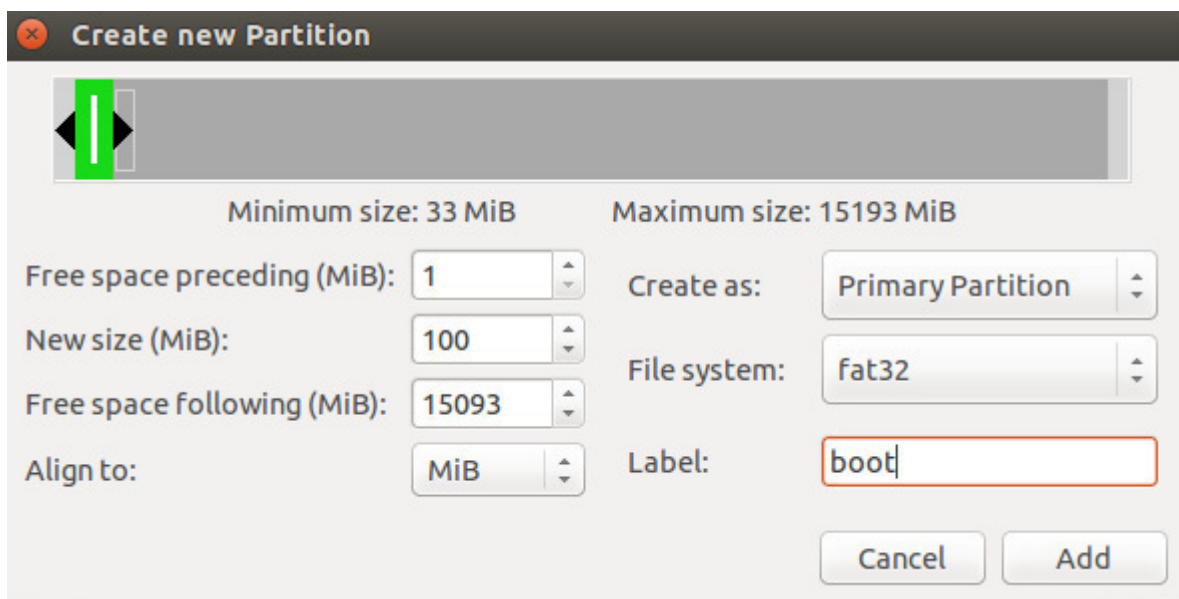 Create new Partition
Minimum size: 33 MiB Maximum size: 15193 MiB
Free space preceding (MiB): 1
Create as: Primary Partition
New size (MiB): 100
File system: fat32
Free space following (MiB): 15093
Align to: MiB
Label: boot
Cancel Add